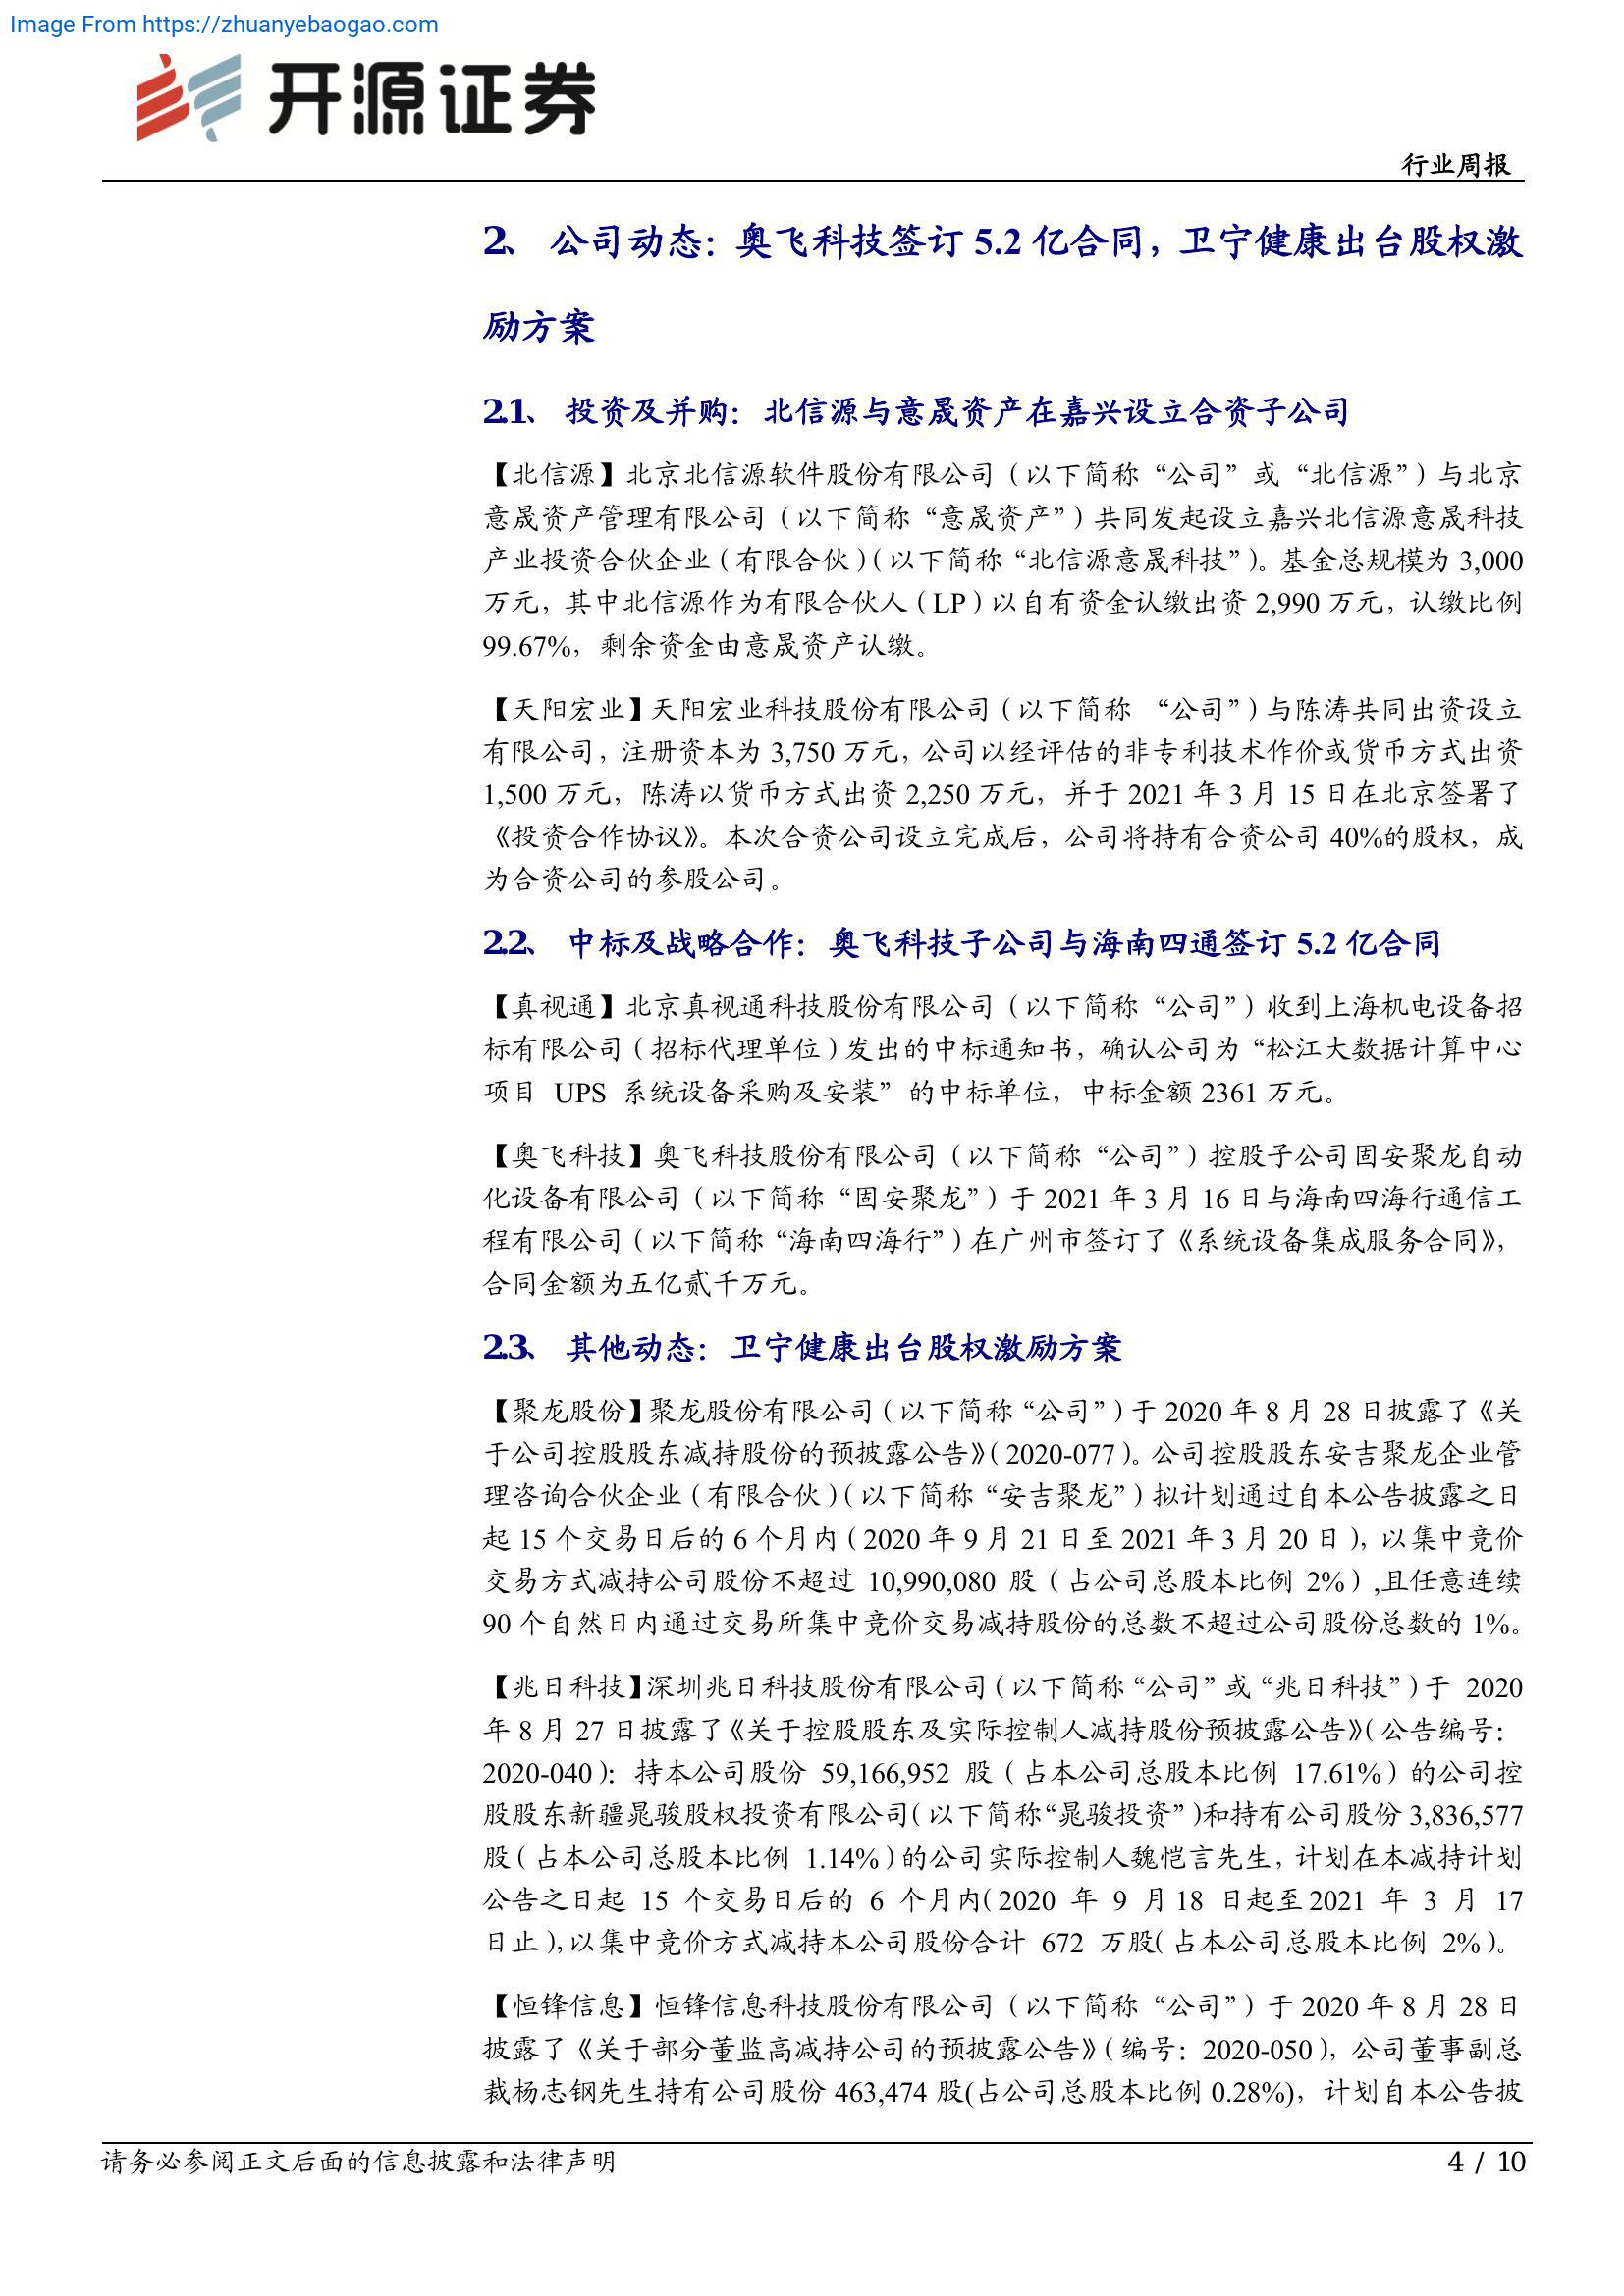 Image From https://zhuanyebaogao.com
开源证券
行业周报
2、 公司动态：奥飞科技签订 5.2 亿合同，卫宁健康出台股权激
励方案
2.1、 投资及并购：北信源与意晟资产在嘉兴设立合资子公司
【北信源】北京北信源软件股份有限公司（以下简称“公司”或“北信源”）与北京
意晟资产管理有限公司（以下简称“意晟资产”）共同发起设立嘉兴北信源意晟科技
产业投资合伙企业（有限合伙）（以下简称“北信源意晟科技”）。基金总规模为 3,000
万元，其中北信源作为有限合伙人（LP）以自有资金认缴出资 2,990 万元，认缴比例
99.67%，剩余资金由意晟资产认缴。
【天阳宏业】天阳宏业科技股份有限公司（以下简称 “公司”）与陈涛共同出资设立
有限公司，注册资本为 3,750 万元，公司以经评估的非专利技术作价或货币方式出资
1,500 万元，陈涛以货币方式出资 2,250 万元，并于 2021 年 3 月 15 日在北京签署了
《投资合作协议》。本次合资公司设立完成后，公司将持有合资公司 40%的股权，成
为合资公司的参股公司。
2.2、 中标及战略合作：奥飞科技子公司与海南四通签订 5.2 亿合同
【真视通】北京真视通科技股份有限公司（以下简称“公司”）收到上海机电设备招
标有限公司（招标代理单位）发出的中标通知书，确认公司为“松江大数据计算中心
项目 UPS 系统设备采购及安装”的中标单位，中标金额 2361 万元。
【奥飞科技】奥飞科技股份有限公司（以下简称“公司”）控股子公司固安聚龙自动
化设备有限公司（以下简称“固安聚龙”）于 2021 年 3 月 16 日与海南四海行通信工
程有限公司（以下简称“海南四海行”）在广州市签订了《系统设备集成服务合同》，
合同金额为五亿贰千万元。
2.3、 其他动态：卫宁健康出台股权激励方案
【聚龙股份】聚龙股份有限公司（以下简称“公司”）于 2020 年 8 月 28 日披露了《关
于公司控股股东减持股份的预披露公告》（2020-077）。公司控股股东安吉聚龙企业管
理咨询合伙企业（有限合伙）（以下简称“安吉聚龙”）拟计划通过自本公告披露之日
起 15 个交易日后的 6 个月内（2020 年 9 月 21 日至 2021 年 3 月 20 日），以集中竞价
交易方式减持公司股份不超过 10,990,080 股（占公司总股本比例 2%）,且任意连续
90 个自然日内通过交易所集中竞价交易减持股份的总数不超过公司股份总数的 1%。
【兆日科技】深圳兆日科技股份有限公司（以下简称“公司”或“兆日科技”）于 2020
年 8 月 27 日披露了《关于控股股东及实际控制人减持股份预披露公告》（公告编号：
2020-040）：持本公司股份 59,166,952 股（占本公司总股本比例 17.61%）的公司控
股股东新疆晁骏股权投资有限公司（以下简称“晁骏投资”）和持有公司股份 3,836,577
股（占本公司总股本比例 1.14%）的公司实际控制人魏恺言先生，计划在本减持计划
公告之日起 15 个交易日后的 6 个月内（2020 年 9 月 18 日起至 2021 年 3 月 17
日止），以集中竞价方式减持本公司股份合计 672 万股（占本公司总股本比例 2%）。
【恒锋信息】恒锋信息科技股份有限公司（以下简称“公司”）于 2020 年 8 月 28 日
披露了《关于部分董监高减持公司的预披露公告》（编号：2020-050），公司董事副总
裁杨志钢先生持有公司股份 463,474 股(占公司总股本比例 0.28%)，计划自本公告披
请务必参阅正文后面的信息披露和法律声明
4 / 10